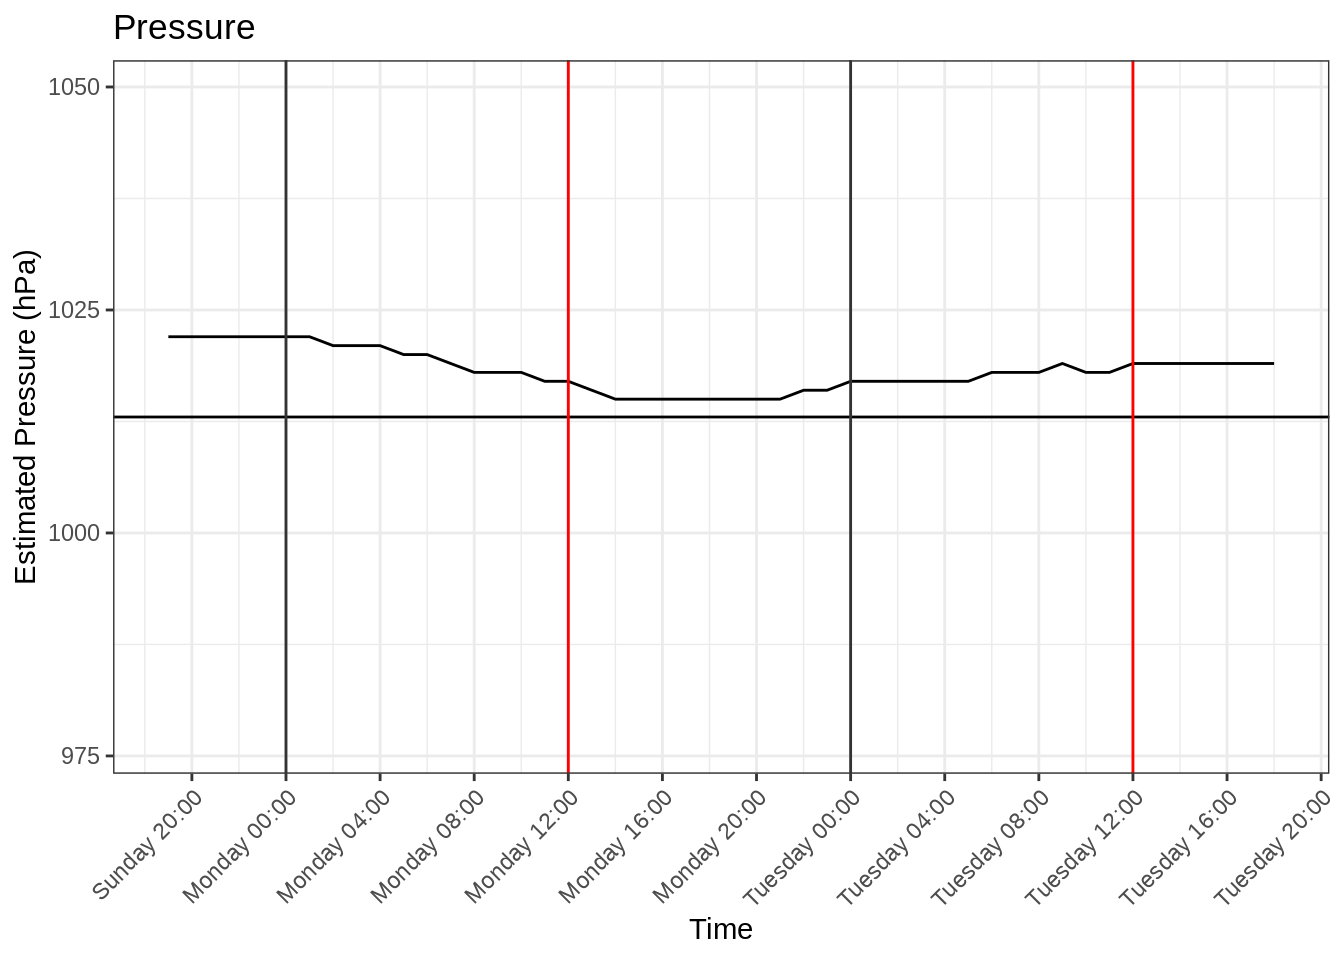 Pressure
Estimated Pressure (hPa)
1050
1025
1000
975
Sunday 20:00
Monday 00:00
Monday 04:00
Monday 08:00
Monday 12:00
Monday 16:00
Monday 20:00
Tuesday 00:00
Tuesday 04:00
Tuesday 08:00
Tuesday 12:00
Tuesday 16:00
Tuesday 20:00
Time